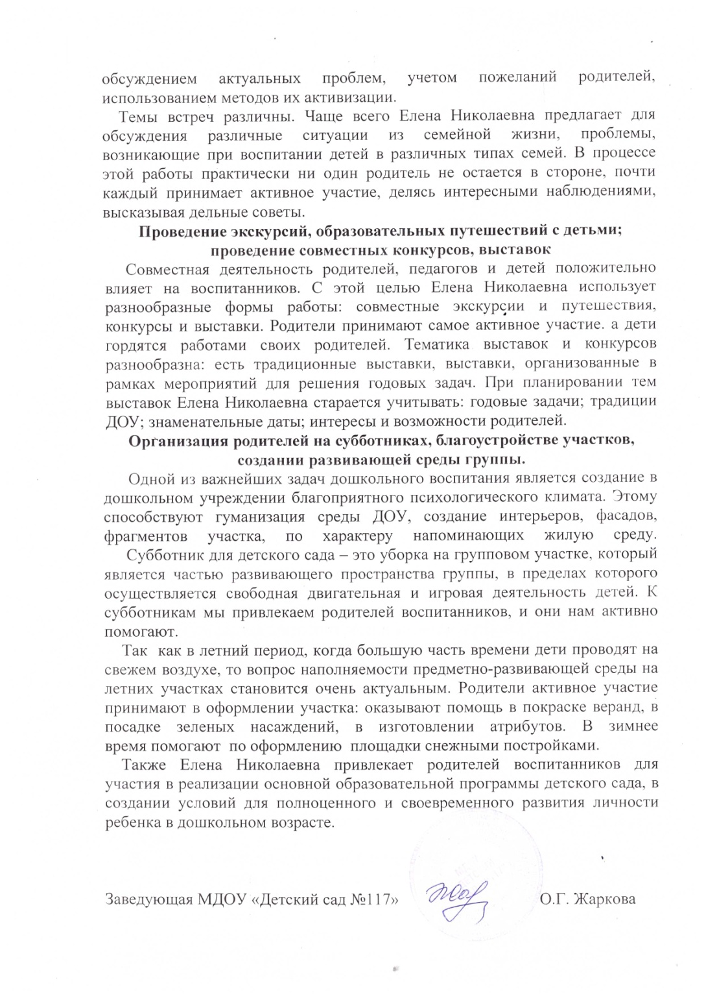 обсуждением актуальных проблем, учетом пожеланий родителей,
использованием методов их активизации.
Темы встреч различны. Чаще всего Елена Николаевна предлагает для
обсуждения различные ситуации из семейной жизни, проблемы,
возникающие при воспитании детей в различных типах семей. В процессе
этой работы практически ни один родитель не остается в стороне, почти
каждый принимает активное участие, делясь интересными наблюдениями,
высказывая дельные советы.
Проведение экскурсий, образовательных путешествий с детьми;
проведение совместных конкурсов, выставок
Совместная деятельность родителей, педагогов и детей положительно
влияет на воспитанников. С этой целью Елена Николаевна использует
разнообразные формы работы: совместные экскурсии и путешествия,
конкурсы и выставки. Родители принимают самое активное участие. а дети
гордятся работами своих родителей. Тематика выставок и конкурсов
разнообразна: есть традиционные выставки, выставки, организованные в
рамках мероприятий для решения годовых задач. При планировании тем
выставок Елена Николаевна старается учитывать: годовые задачи; традиции
ДОУ; знаменательные даты; интересы и возможности родителей.
Организация родителей на субботниках, благоустройстве участков,
создании развивающей среды группы.
Одной из важнейших задач дошкольного воспитания является создание в
дошкольном учреждении благоприятного психологического климата. Этому
способствуют гуманизация среды ДОУ, создание интерьеров, фасадов,
фрагментов участка, по характеру напоминающих жилую среду.
Субботник для детского сада – это уборка на групповом участке, который
является частью развивающего пространства группы, в пределах которого
осуществляется свободная двигательная и игровая деятельность детей. К
субботникам мы привлекаем родителей воспитанников, и они нам активно
помогают.
Так как в летний период, когда большую часть времени дети проводят на
свежем воздухе, то вопрос наполняемости предметно-развивающей среды на
летних участках становится очень актуальным. Родители активное участие
принимают в оформлении участка: оказывают помощь в покраске веранд, в
посадке зеленых насаждений, в изготовлении атрибутов. В зимнее
время помогают по оформлению площадки снежными постройками.
Также Елена Николаевна привлекает родителей воспитанников для
участия в реализации основной образовательной программы детского сада, в
создании условий для полноценного и своевременного развития личности
ребенка в дошкольном возрасте.
Заведующая МДОУ «Детский сад №117» О.Г. Жаркова